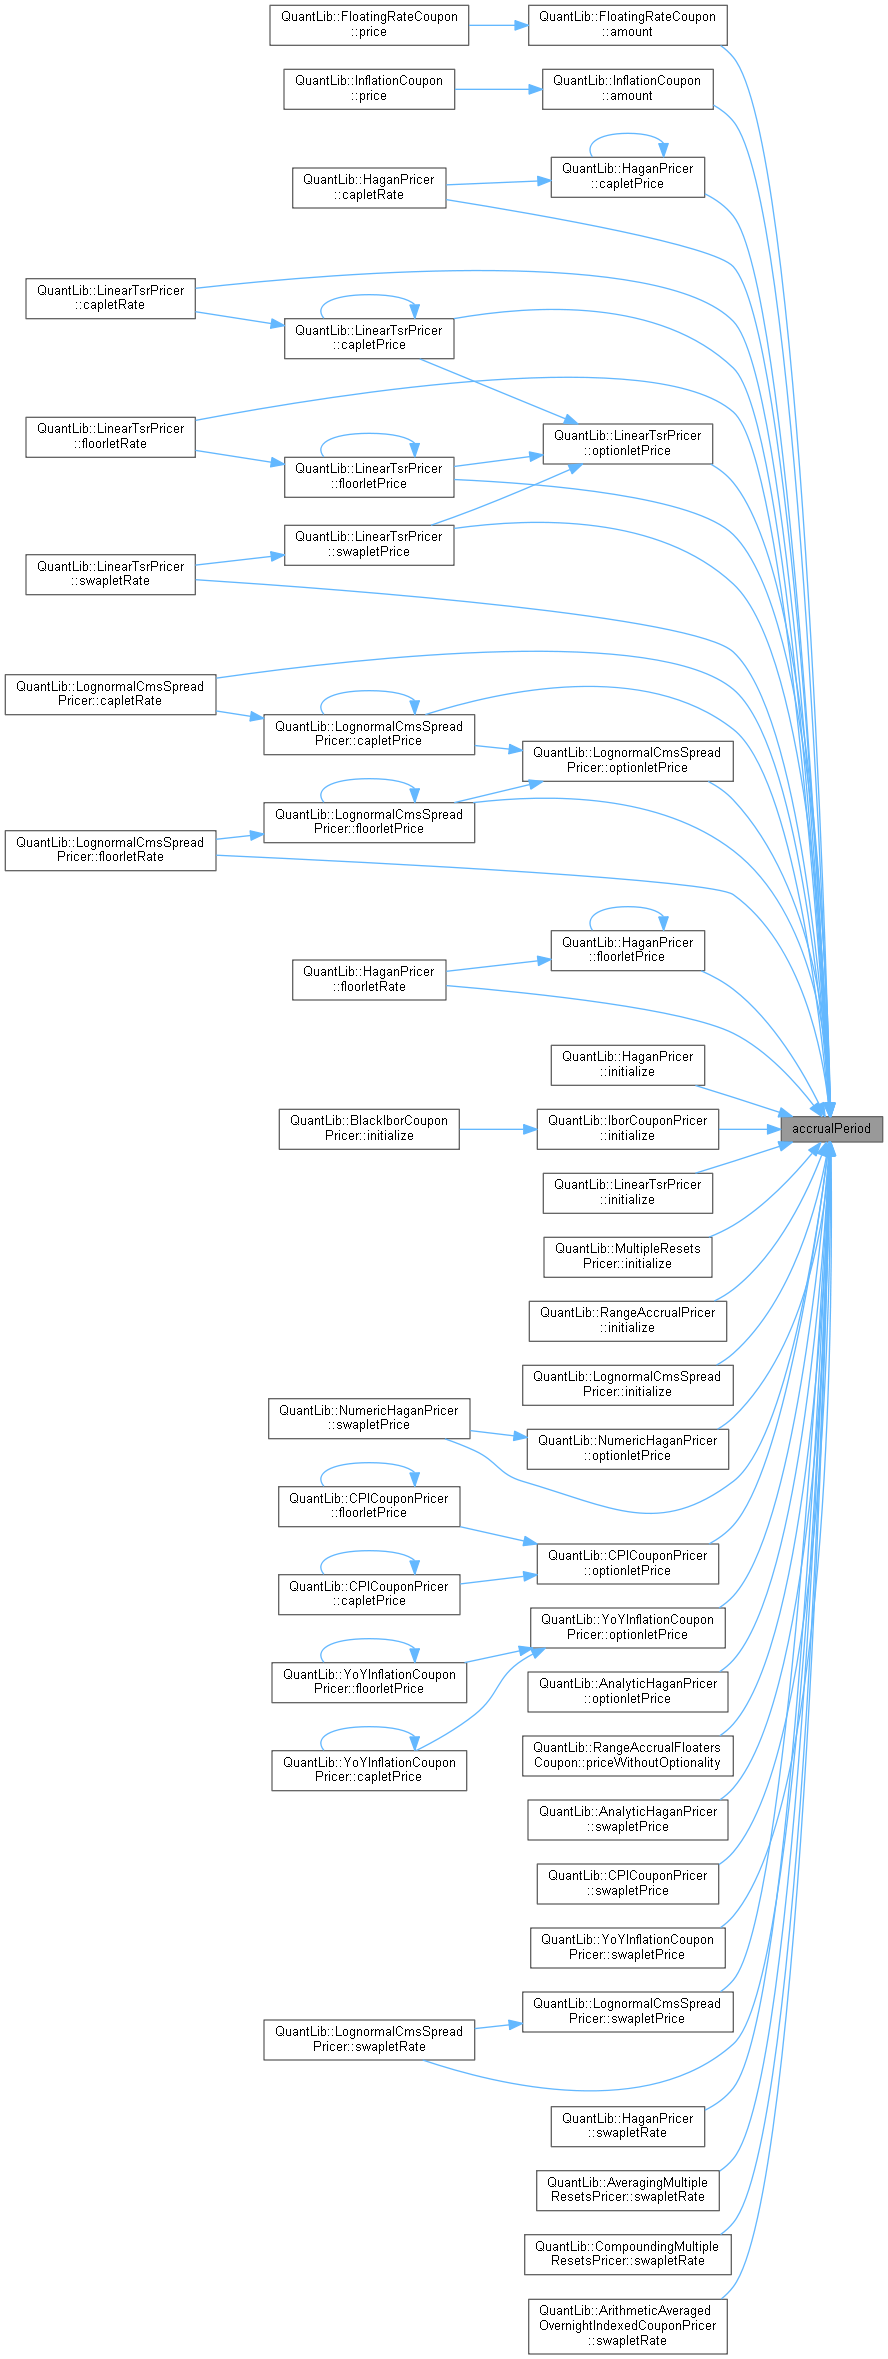 QuantLib::FloatingRateCoupon
::price
QuantLib::FloatingRateCoupon
::amount
QuantLib::InflationCoupon
::price
QuantLib::InflationCoupon
::amount
QuantLib::HaganPricer
::capletRate
QuantLib::HaganPricer
::capletPrice
QuantLib::LinearTsrPricer
::capletRate
QuantLib::LinearTsrPricer
::capletPrice
QuantLib::LinearTsrPricer
::floorletRate
QuantLib::LinearTsrPricer
::floorletPrice
QuantLib::LinearTsrPricer
::optionletPrice
QuantLib::LinearTsrPricer
::swapletPrice
QuantLib::LinearTsrPricer
::swapletRate
QuantLib::LognormalCmsSpread
Pricer::capletRate
QuantLib::LognormalCmsSpread
Pricer::capletPrice
QuantLib::LognormalCmsSpread
Pricer::optionletPrice
QuantLib::LognormalCmsSpread
Pricer::floorletPrice
QuantLib::LognormalCmsSpread
Pricer::floorletRate
QuantLib::HaganPricer
::floorletPrice
QuantLib::HaganPricer
::floorletRate
QuantLib::HaganPricer
::initialize
QuantLib::BlackIborCoupon
Pricer::initialize
QuantLib::IborCouponPricer
::initialize
accrualPeriod
QuantLib::LinearTsrPricer
::initialize
QuantLib::MultipleResets
Pricer::initialize
QuantLib::RangeAccrualPricer
::initialize
QuantLib::LognormalCmsSpread
Pricer::initialize
QuantLib::NumericHaganPricer
::swapletPrice
QuantLib::NumericHaganPricer
::optionletPrice
QuantLib::CPICouponPricer
::floorletPrice
QuantLib::CPICouponPricer
::optionletPrice
QuantLib::CPICouponPricer
::capletPrice
QuantLib::YoYInflationCoupon
Pricer::optionletPrice
QuantLib::YoYInflationCoupon
Pricer::floorletPrice
QuantLib::AnalyticHaganPricer
::optionletPrice
QuantLib::RangeAccrualFloaters
Coupon::priceWithoutOptionality
QuantLib::YoYInflationCoupon
Pricer::capletPrice
QuantLib::AnalyticHaganPricer
::swapletPrice
QuantLib::CPICouponPricer
::swapletPrice
QuantLib::YoYInflationCoupon
Pricer::swapletPrice
QuantLib::LognormalCmsSpread
Pricer::swapletPrice
QuantLib::LognormalCmsSpread
Pricer::swapletRate
QuantLib::HaganPricer
::swapletRate
QuantLib::AveragingMultiple
ResetsPricer::swapletRate
QuantLib::CompoundingMultiple
ResetsPricer::swapletRate
QuantLib::ArithmeticAveraged
OvernightIndexedCouponPricer
::swapletRate